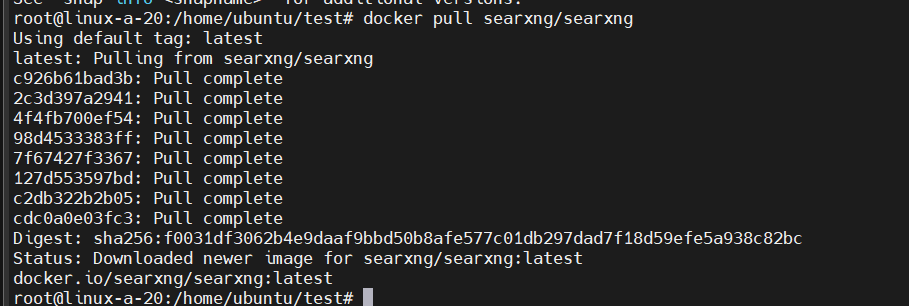 See "snap info <snapname>" for additional versions.
root@linux-a-20:/home/ubuntu/test# docker pull searxng/searxng
Using default tag: latest
latest: Pulling from searxng/searxng
c926b61bad3b: Pull complete
2c3d397a2941: Pull complete
4f4fb700ef54: Pull complete
98d4533383ff: Pull complete
7f67427f3367: Pull complete
127d553597bd: Pull complete
c2db322b2b05: Pull complete
cdc0a0e03fc3: Pull complete
Digest: sha256:f0031df3062b4e9daaf9bbd50b8afe577c01db297dad7f18d59efe5a938c82bc
Status: Downloaded newer image for searxng/searxng:latest
docker.io/searxng/searxng:latest
root@linux-a-20:/home/ubuntu/test#